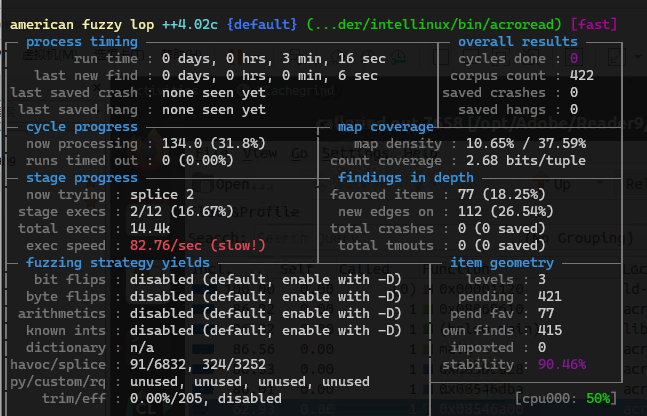 american fuzzy lop ++4.02c {default} (...der/intellinux/bin/acroread) [fast]
process timing overall results
run time : 0 days, 0 hrs, 3 min, 16 sec cycles done : 0
last new find : 0 days, 0 hrs, 0 min, 6 sec corpus count : 422
last saved crash : none seen yet saved crashes : 0
last saved hang : none seen yet saved hangs : 0
cycle progress map coverage
now processing : 134.0 (31.8%) map density : 10.65% / 37.59%
runs timed out : 0 (0.00%) count coverage : 2.68 bits/tuple
stage progress findings in depth
now trying : splice 2 favored items : 77 (18.25%)
stage execs : 2/12 (16.67%) new edges on : 112 (26.54%)
total execs : 14.4k total crashes : 0 (0 saved)
exec speed : 82.76/sec (slow!) total tmouts : 0 (0 saved)
fuzzing strategy yields item geometry
bit flips : disabled (default, enable with -D) levels : 3
byte flips : disabled (default, enable with -D) pending : 421
arithmetics : disabled (default, enable with -D) pend fav : 77
known ints : disabled (default, enable with -D) own finds : 415
dictionary : n/a imported : 0
havoc/splice : 91/6832, 324/7252 stability : 90.46%
py/custom/rq : unused, unused, unused, unused
trim/eff : 0.00%/205, disabled [cpu000: 50%]